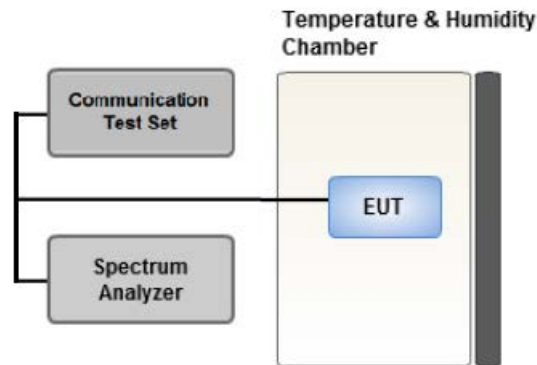 Temperature & Humidity
Chamber
Communication
Test Set
EUT
Spectrum
Analyzer